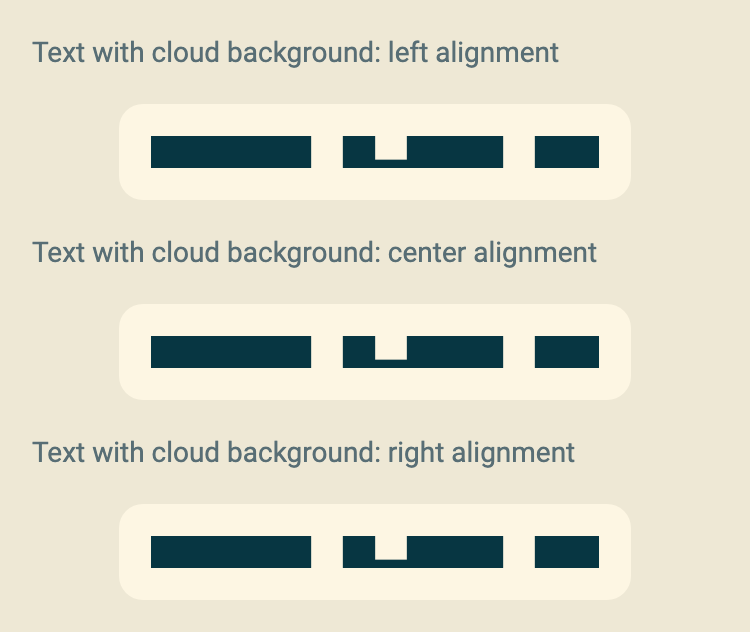 Text with cloud background: left alignment
Text with cloud background: center alignment
Text with cloud background: right alignment